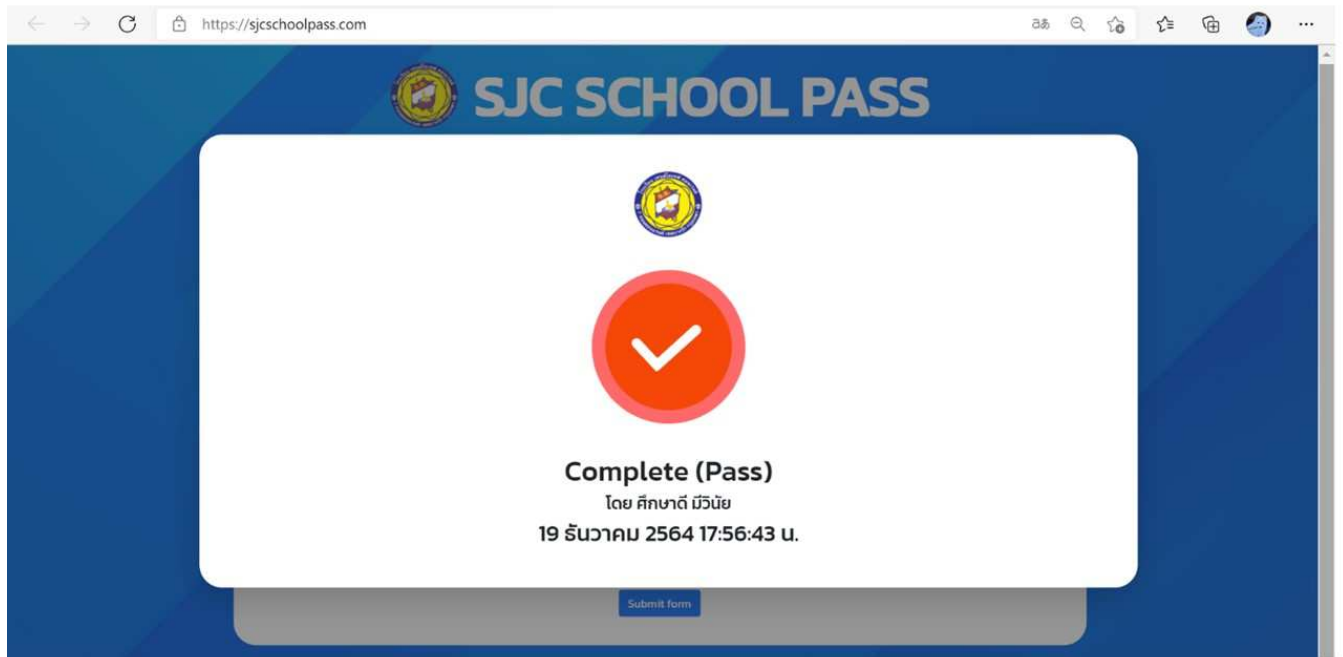 https://sjcschoolpass.com
SJC SCHOOL PASS
Complete (Pass)
โดย ศึกษาดี มีวินัย
19 ธันวาคม 2564 17:56:43 น.
Submit form